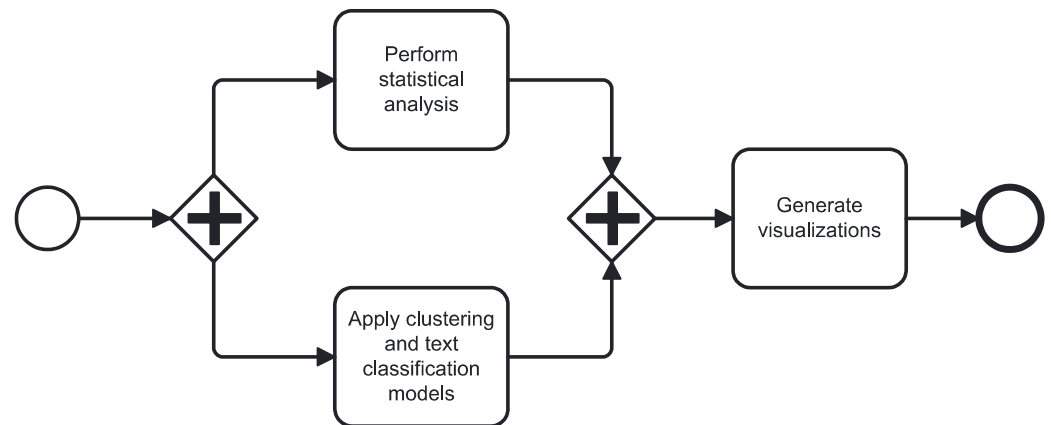 Perform
statistical
analysis
Apply clustering
and text
classification
models
Generate
visualizations